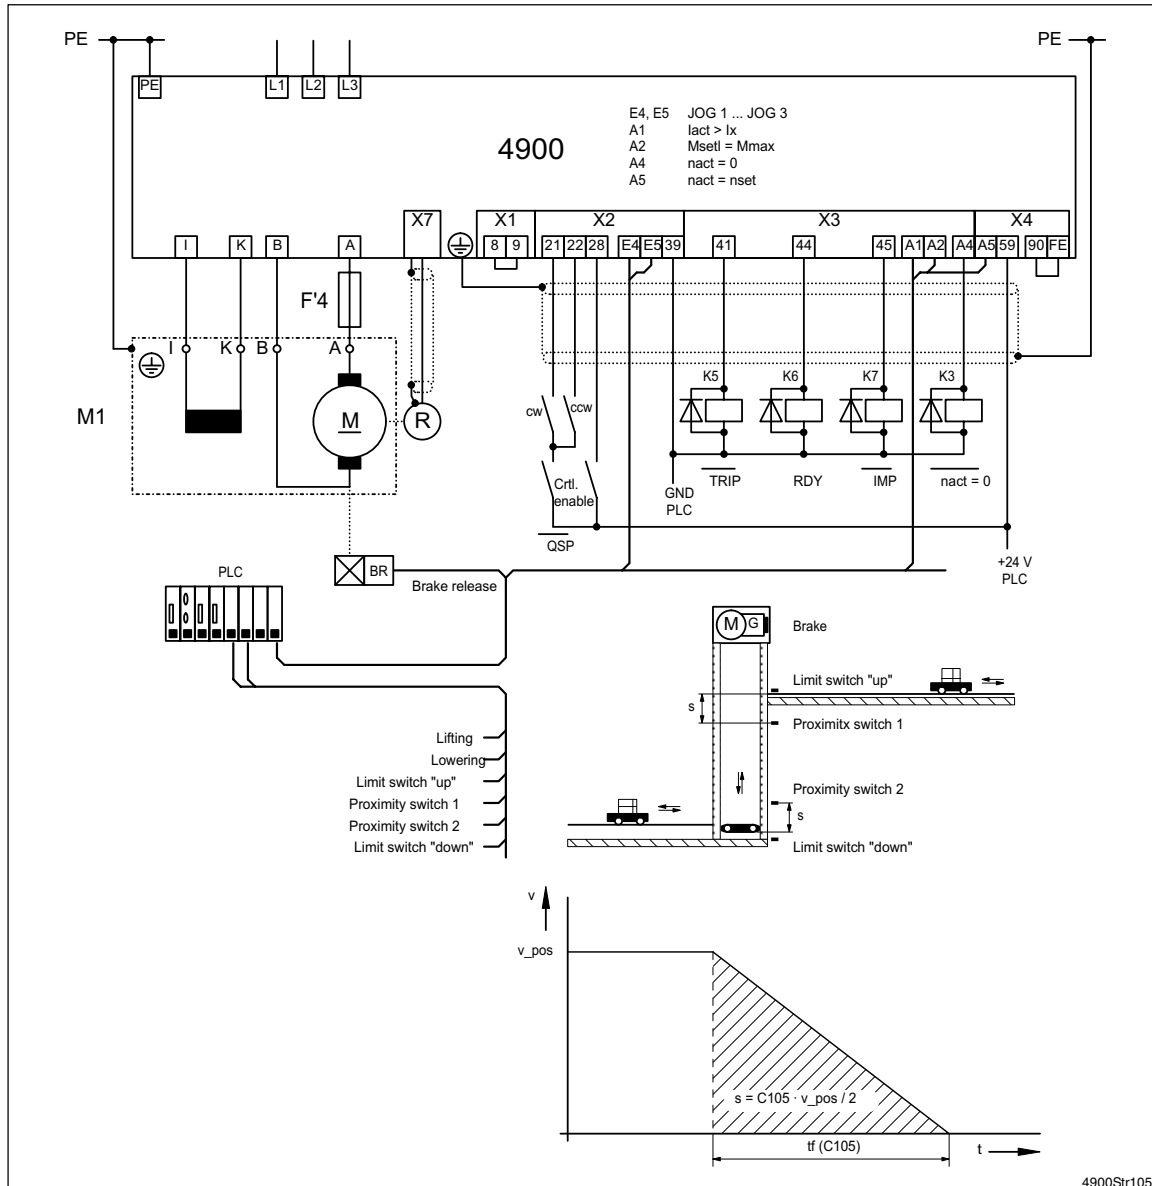 PE
PE
PE
L1
L2
L3
4900
E4, E5 JOG 1 ... JOG 3
A1 Iact > Ix
A2 Msetl = Mmax
A4 nact = 0
A5 nact = nset
X7
X1
X2
X3
X4
I
K
B
A
8
9
21
22
28
E4
E5
39
41
44
45
A1
A2
A4
A5
59
90
FE
F'4
I
K
B
A
M1
M
R
K5
K6
K7
K3
cw
ccw
Crtl.
enable
QSP
GND
PLC
TRIP
RDY
IMP
nact = 0
+24 V
PLC
PLC
BR
Brake release
M
G
Brake
Limit switch "up"
s
Proximitx switch 1
Proximity switch 2
s
Limit switch "down"
Lifting
Lowering
Limit switch "up"
Proximity switch 1
Proximity switch 2
Limit switch "down"
v
v_pos
s = C105 · v_pos / 2
tf (C105)
t
4900Str105